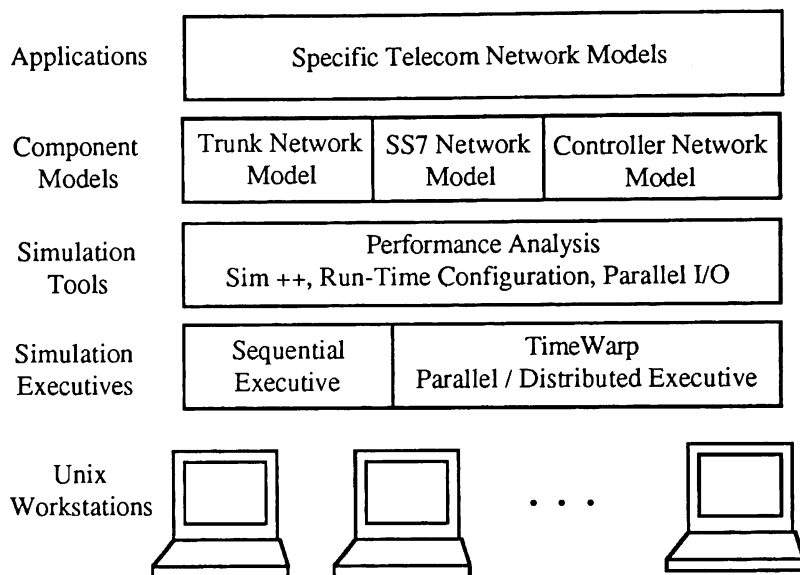 Applications
Specific Telecom Network Models
Component
Models
Trunk Network
Model
SS7 Network
Model
Controller Network
Model
Simulation
Tools
Performance Analysis
Sim ++, Run-Time Configuration, Parallel I/O
Simulation
Executives
Sequential
Executive
TimeWarp
Parallel / Distributed Executive
Unix
Workstations
. . .